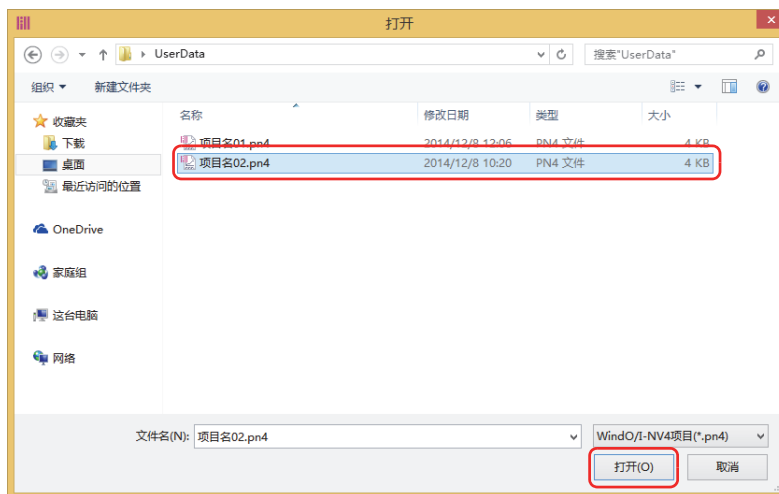 打开
UserData
搜索"UserData"
组织 新建文件夹
名称 修改日期 类型 大小
收藏夹
下载
桌面
最近访问的位置
OneDrive
家庭组
这台电脑
网络
项目名01.pn4 2014/12/8 12:06 PN4 文件 4 KB
项目名02.pn4 2014/12/8 10:20 PN4 文件 4 KB
文件名(N): 项目名02.pn4 WindO/I-NV4项目(*.pn4)
打开(O) 取消